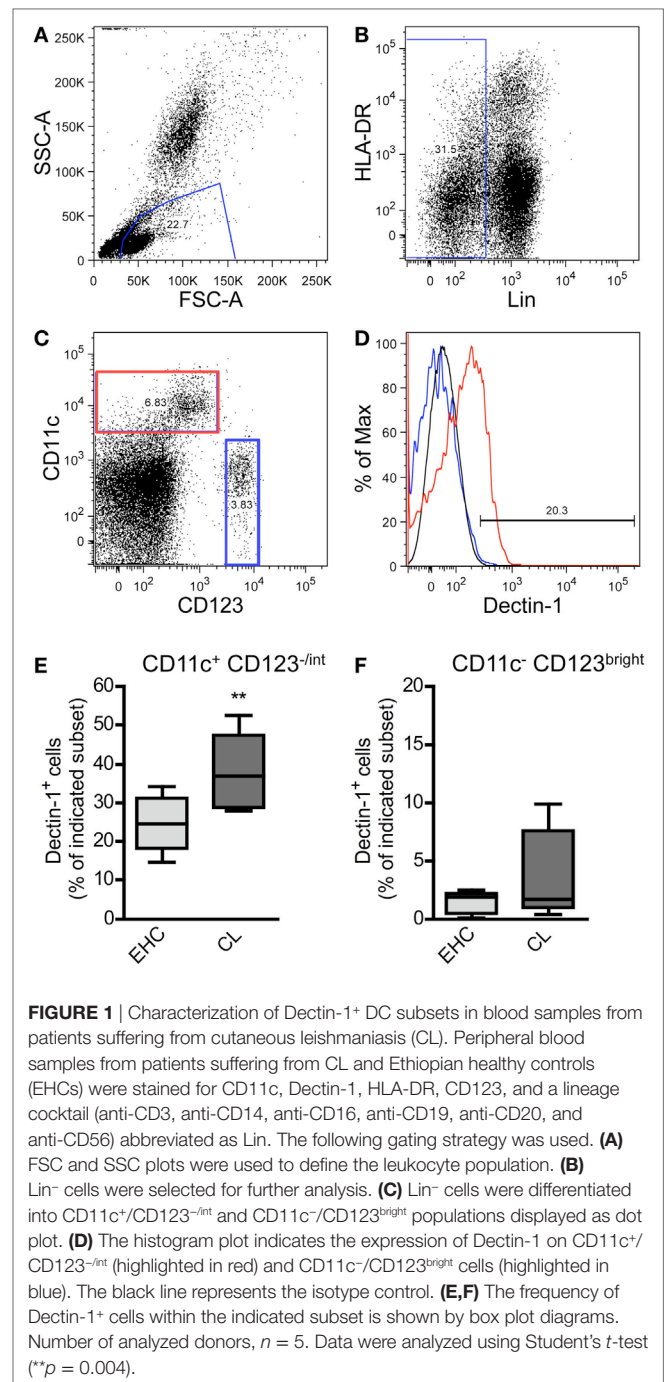 A
B
250K
200K
150K
100K
50K
0
SSC-A
22.7
0 50K 100K 150K 200K 250K
FSC-A
10^5
10^4
10^3
10^2
0
HLA-DR
31.5
0 10^2 10^3 10^4 10^5
Lin
C
D
10^5
10^4
10^3
10^2
0
CD11c
6.83
3.83
0 10^2 10^3 10^4 10^5
CD123
100
80
60
40
20
0
% of Max
20.3
0 10^2 10^3 10^4 10^5
Dectin-1
E
CD11c⁺ CD123⁻/ⁱⁿᵗ
60
50
40
30
20
10
0
Dectin-1⁺ cells
(% of indicated subset)
**
EHC CL
F
CD11c⁻ CD123ᵇʳⁱᵍʰᵗ
20
15
10
5
0
Dectin-1⁺ cells
(% of indicated subset)
EHC CL
FIGURE 1 | Characterization of Dectin-1⁺ DC subsets in blood samples from
patients suffering from cutaneous leishmaniasis (CL). Peripheral blood
samples from patients suffering from CL and Ethiopian healthy controls
(EHCs) were stained for CD11c, Dectin-1, HLA-DR, CD123, and a lineage
cocktail (anti-CD3, anti-CD14, anti-CD16, anti-CD19, anti-CD20, and
anti-CD56) abbreviated as Lin. The following gating strategy was used. (A)
FSC and SSC plots were used to define the leukocyte population. (B)
Lin⁻ cells were selected for further analysis. (C) Lin⁻ cells were differentiated
into CD11c⁺/CD123⁻/ⁱⁿᵗ and CD11c⁻/CD123ᵇʳⁱᵍʰᵗ populations displayed as dot
plot. (D) The histogram plot indicates the expression of Dectin-1 on CD11c⁺/
CD123⁻/ⁱⁿᵗ (highlighted in red) and CD11c⁻/CD123ᵇʳⁱᵍʰᵗ cells (highlighted in
blue). The black line represents the isotype control. (E,F) The frequency of
Dectin-1⁺ cells within the indicated subset is shown by box plot diagrams.
Number of analyzed donors, n = 5. Data were analyzed using Student's t-test
(**p = 0.004).